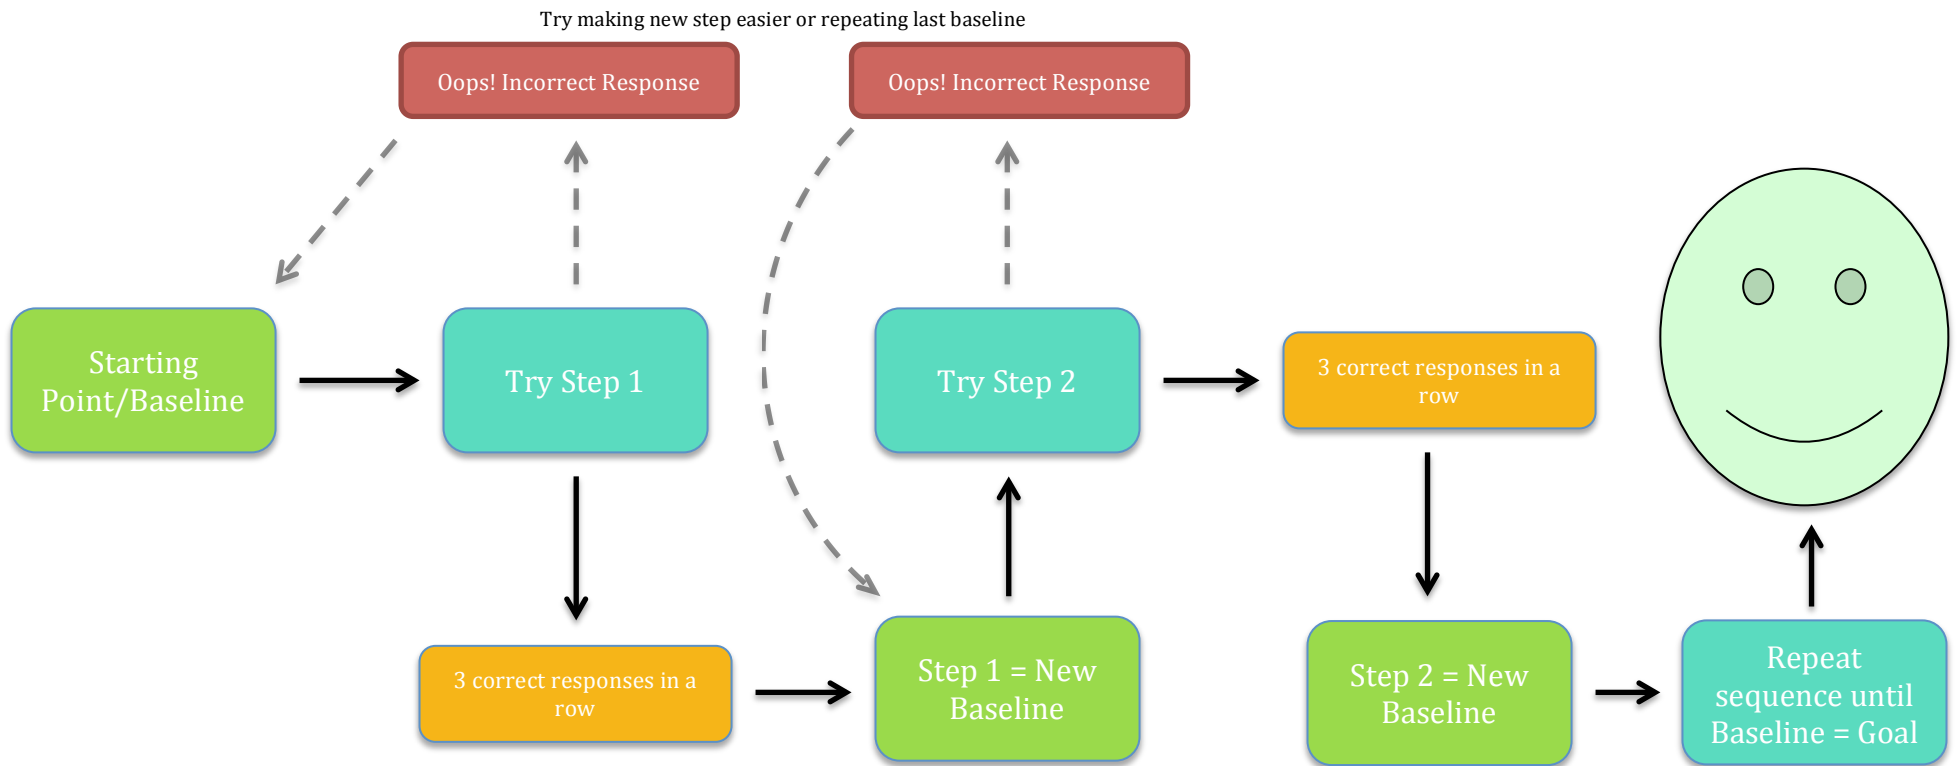 Try making new step easier or repeating last baseline
Oops! Incorrect Response
Oops! Incorrect Response
Starting
Point/Baseline
Try Step 1
Try Step 2
3 correct responses in a
row
3 correct responses in a
row
Step 1 = New
Baseline
Step 2 = New
Baseline
Repeat
sequence until
Baseline = Goal